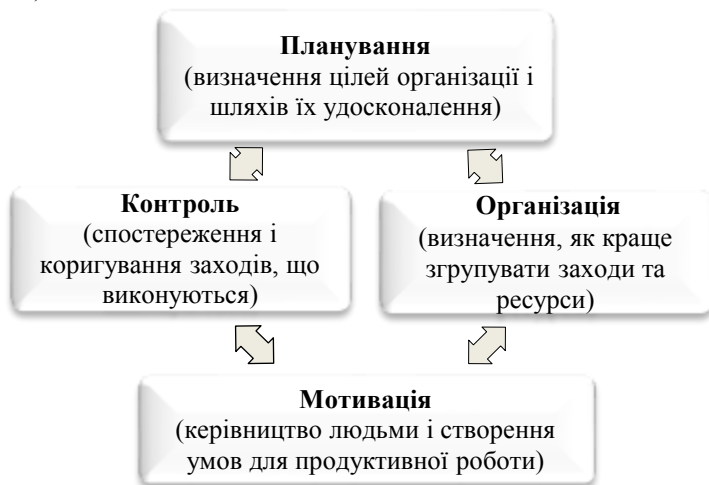 Планування
(визначення цілей організації і
шляхів їх удосконалення)
Контроль
(спостереження і
коригування заходів, що
виконуються)
Організація
(визначення, як краще
згрупувати заходи та
ресурси)
Мотивація
(керівництво людьми і створення
умов для продуктивної роботи)